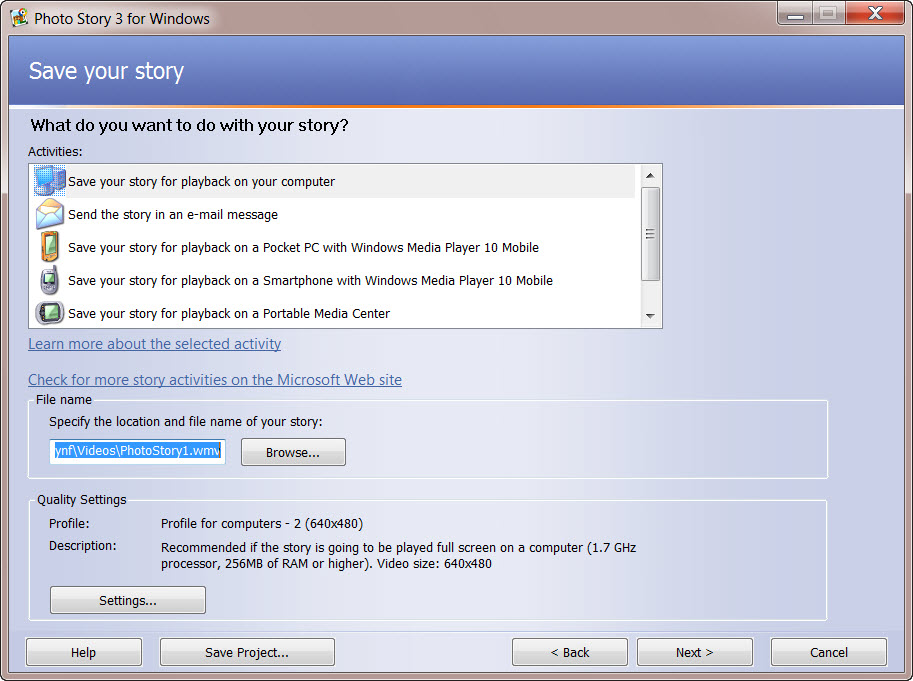 Photo Story 3 for Windows
Save your story
What do you want to do with your story?
Activities:
Save your story for playback on your computer
Send the story in an e-mail message
Save your story for playback on a Pocket PC with Windows Media Player 10 Mobile
Save your story for playback on a Smartphone with Windows Media Player 10 Mobile
Save your story for playback on a Portable Media Center
Learn more about the selected activity
Check for more story activities on the Microsoft Web site
File name
Specify the location and file name of your story:
ynf\Videos\PhotoStory1.wmv
Browse...
Quality Settings
Profile: Profile for computers - 2 (640x480)
Description: Recommended if the story is going to be played full screen on a computer (1.7 GHz
processor, 256MB of RAM or higher). Video size: 640x480
Settings...
Help Save Project... < Back Next > Cancel